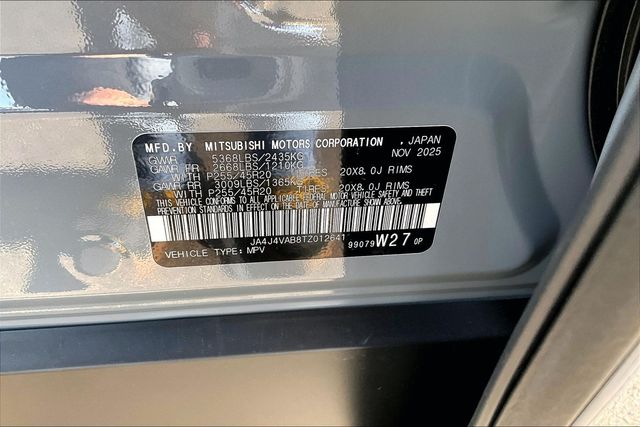 MFD.BY MITSUBISHI MOTORS CORPORATION , JAPAN
GVWR 5368LBS/2435KG NOV 2025
GAWR FR 2668LBS/1210KG
WITH P255/45R20 TIRES 20X8.0J RIMS
GAWR RR 3009LBS/1365KG
WITH P255/45R20 TIRES 20X8.0J RIMS
THIS VEHICLE CONFORMS TO ALL APPLICABLE FEDERAL MOTOR VEHICLE SAFETY AND THEFT
PREVENTION STANDARDS IN EFFECT ON THE DATE OF MANUFACTURE SHOWN ABOVE.
JA4J4VAB8TZ012641
99079 W27 0P
VEHICLE TYPE: MPV